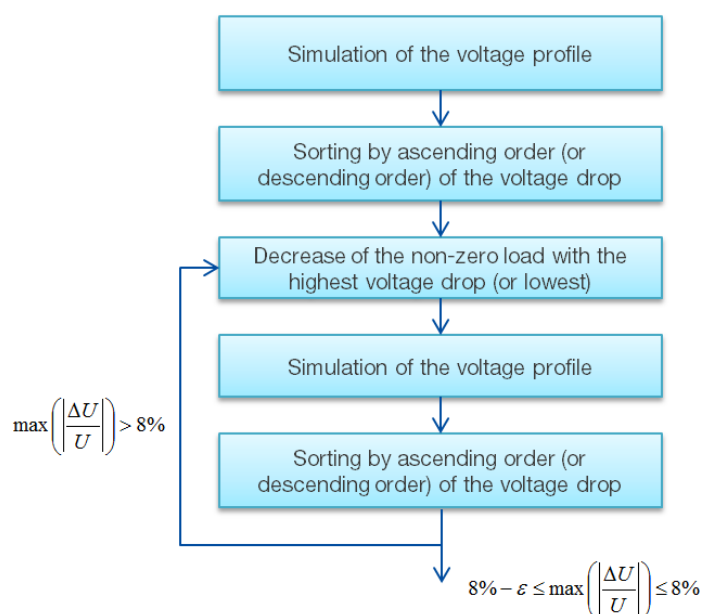 Simulation of the voltage profile
Sorting by ascending order (or
descending order) of the voltage drop
Decrease of the non-zero load with the
highest voltage drop (or lowest)
Simulation of the voltage profile
max(|ΔU/U|) > 8%
Sorting by ascending order (or
descending order) of the voltage drop
8% − ε ≤ max(|ΔU/U|) ≤ 8%